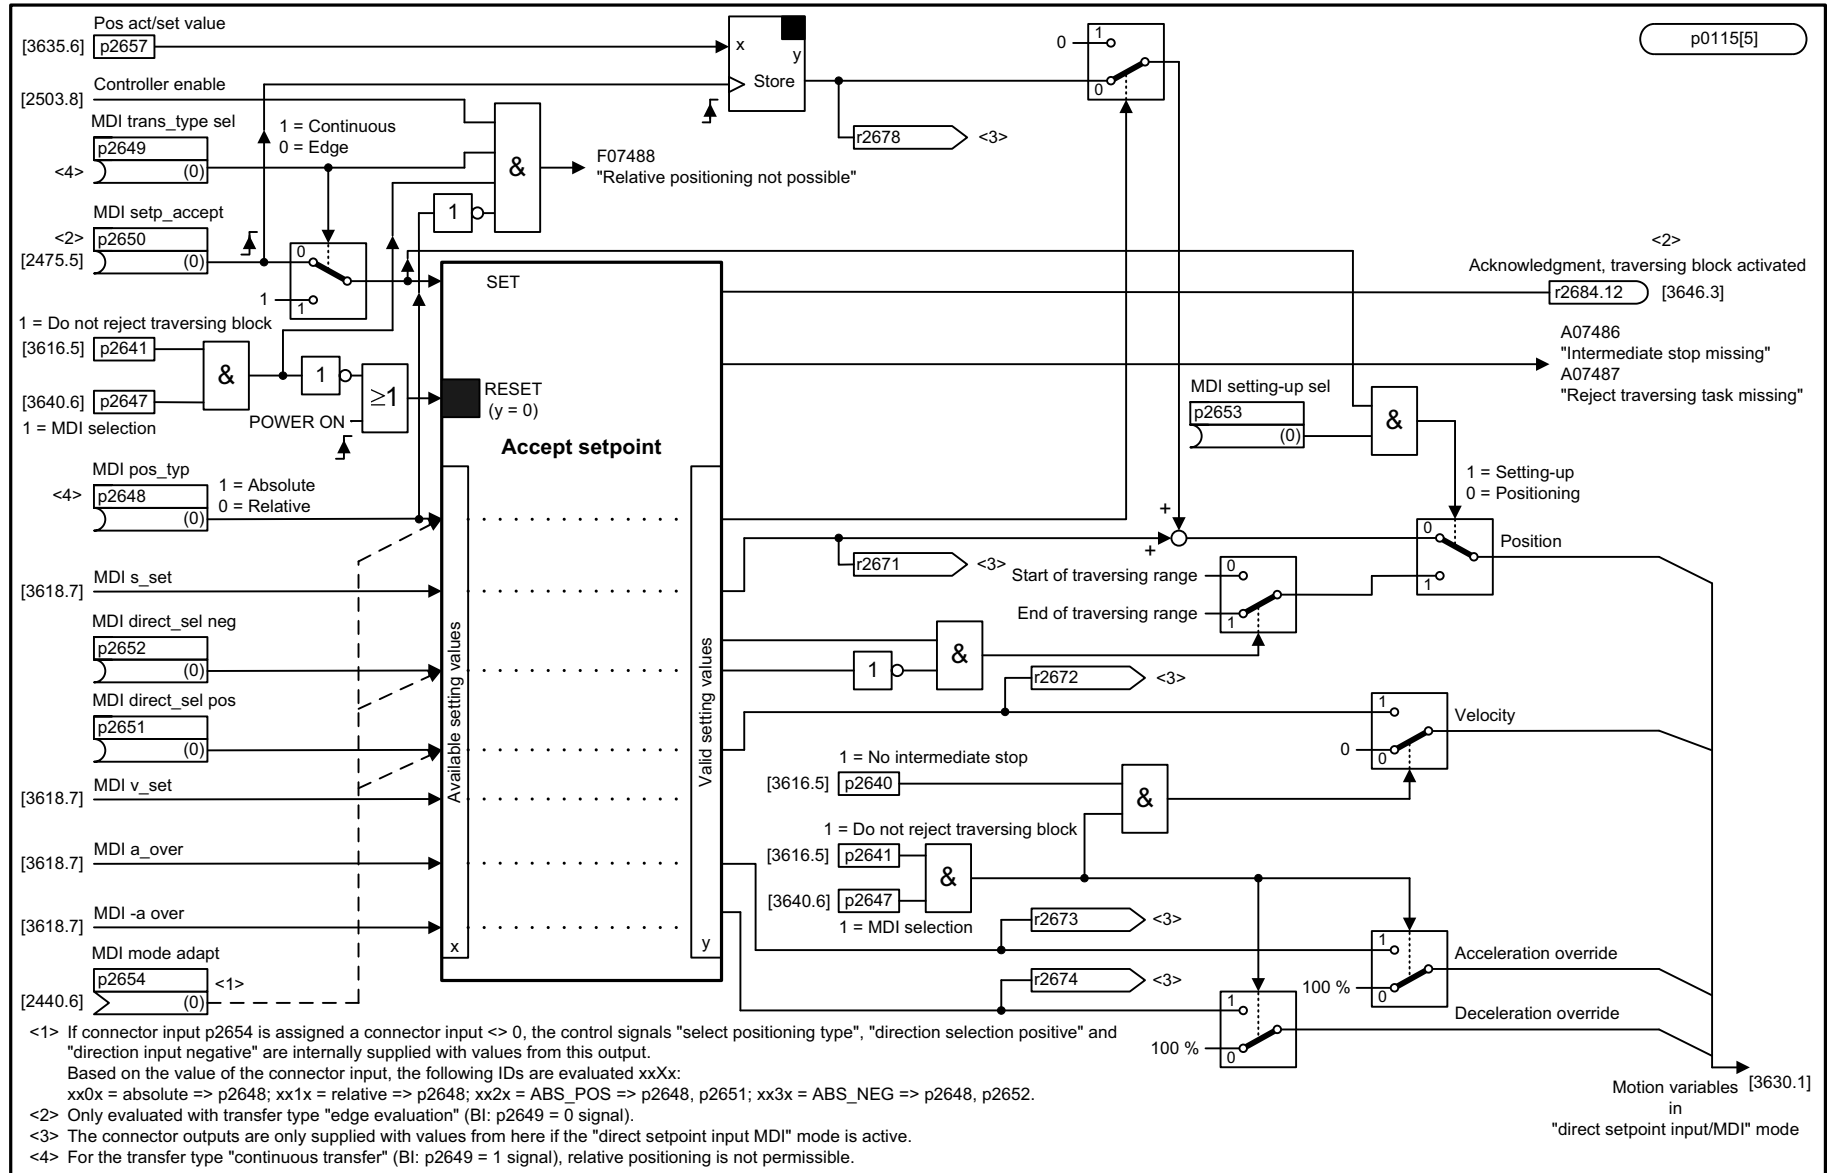 Pos act/set value
[3635.6] p2657
Controller enable
[2503.8]
MDI trans_type sel
p2649
<4> (0)
1 = Continuous
0 = Edge
MDI setp_accept
<2> p2650
[2475.5] (0)
0
1 1
1 = Do not reject traversing block
[3616.5] p2641
&
1
≥1
[3640.6] p2647
1 = MDI selection
POWER ON
MDI pos_typ
<4> p2648
(0)
1 = Absolute
0 = Relative
[3618.7] MDI s_set
MDI direct_sel neg
p2652
(0)
MDI direct_sel pos
p2651
(0)
[3618.7] MDI v_set
[3618.7] MDI a_over
[3618.7] MDI -a over
MDI mode adapt
p2654 <1>
[2440.6] (0)
x
y
Store
r2678 <3>
0 1
0
p0115[5]
&
1
F07488
"Relative positioning not possible"
SET
RESET
(y = 0)
Accept setpoint
Available setting values
x
Valid setting values
y
<2>
Acknowledgment, traversing block activated
r2684.12 [3646.3]
A07486
"Intermediate stop missing"
A07487
"Reject traversing task missing"
MDI setting-up sel
p2653
(0)
&
1 = Setting-up
0 = Positioning
+
+
r2671 <3>
0
1
Position
Start of traversing range 0
End of traversing range 1
1
&
r2672 <3>
1
0 0
Velocity
1 = No intermediate stop
[3616.5] p2640
&
1 = Do not reject traversing block
[3616.5] p2641
&
[3640.6] p2647
1 = MDI selection
r2673 <3>
1
100 % 0
Acceleration override
r2674 <3>
1
100 % 0
Deceleration override
Motion variables [3630.1]
in
"direct setpoint input/MDI" mode
<1> If connector input p2654 is assigned a connector input <> 0, the control signals "select positioning type", "direction selection positive" and
"direction input negative" are internally supplied with values from this output.
Based on the value of the connector input, the following IDs are evaluated xxXx:
xx0x = absolute => p2648; xx1x = relative => p2648; xx2x = ABS_POS => p2648, p2651; xx3x = ABS_NEG => p2648, p2652.
<2> Only evaluated with transfer type "edge evaluation" (BI: p2649 = 0 signal).
<3> The connector outputs are only supplied with values from here if the "direct setpoint input MDI" mode is active.
<4> For the transfer type "continuous transfer" (BI: p2649 = 1 signal), relative positioning is not permissible.